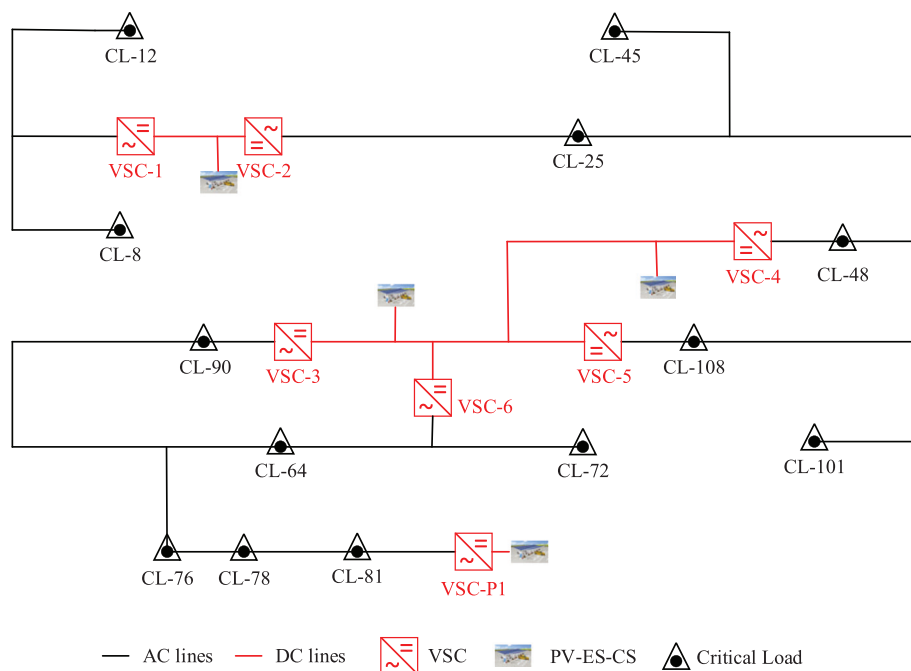 CL-12
CL-45
VSC-1
VSC-2
CL-25
CL-8
VSC-4
CL-48
CL-90
VSC-3
VSC-5
CL-108
VSC-6
CL-64
CL-72
CL-101
CL-76
CL-78
CL-81
VSC-P1
AC lines
DC lines
VSC
PV-ES-CS
Critical Load